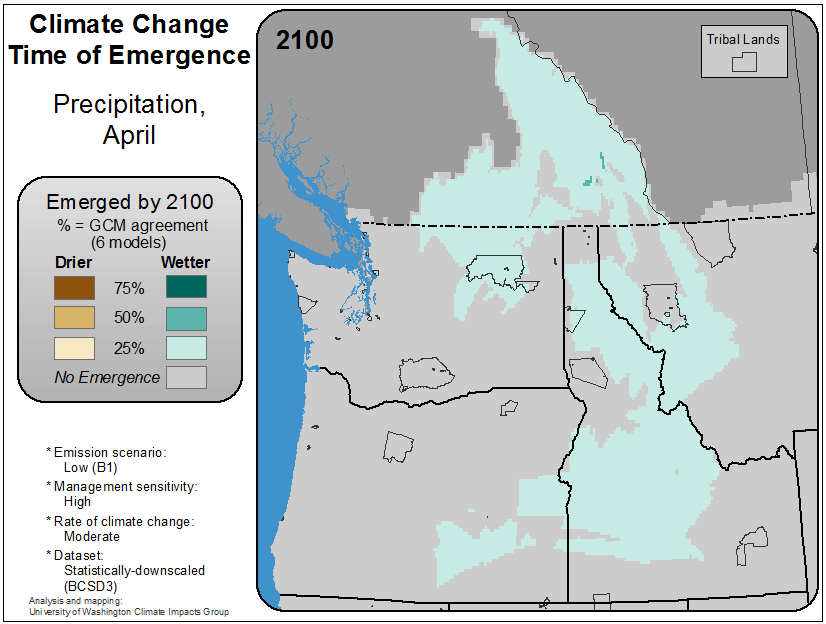 Climate Change
Time of Emergence
Precipitation,
April
Emerged by 2100
% = GCM agreement
(6 models)
Drier Wetter
75%
50%
25%
No Emergence
* Emission scenario:
Low (B1)
* Management sensitivity:
High
* Rate of climate change:
Moderate
* Dataset:
Statistically-downscaled
(BCSD3)
Analysis and mapping:
University of Washington Climate Impacts Group
2100
Tribal Lands